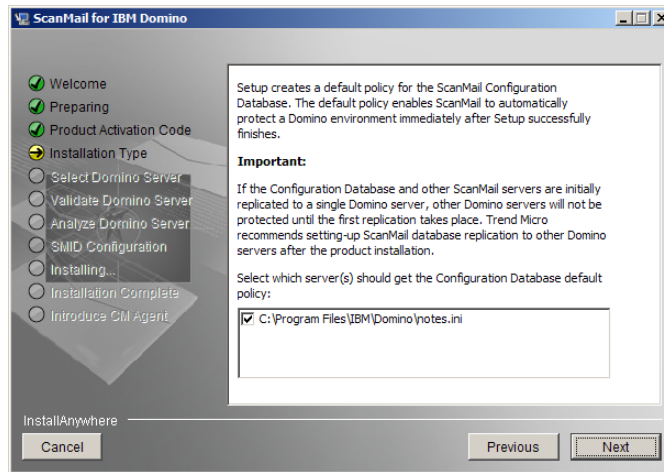 ScanMail for IBM Domino
Welcome
Preparing
Product Activation Code
Installation Type
Select Domino Server
Validate Domino Server
Analyze Domino Server
SMID Configuration
Installing...
Installation Complete
Introduce CM Agent
Setup creates a default policy for the ScanMail Configuration
Database. The default policy enables ScanMail to automatically
protect a Domino environment immediately after Setup successfully
finishes.
Important:
If the Configuration Database and other ScanMail servers are initially
replicated to a single Domino server, other Domino servers will not be
protected until the first replication takes place. Trend Micro
recommends setting-up ScanMail database replication to other Domino
servers after the product installation.
Select which server(s) should get the Configuration Database default
policy:
C:\Program Files\IBM\Domino\notes.ini
InstallAnywhere
Cancel
Previous
Next